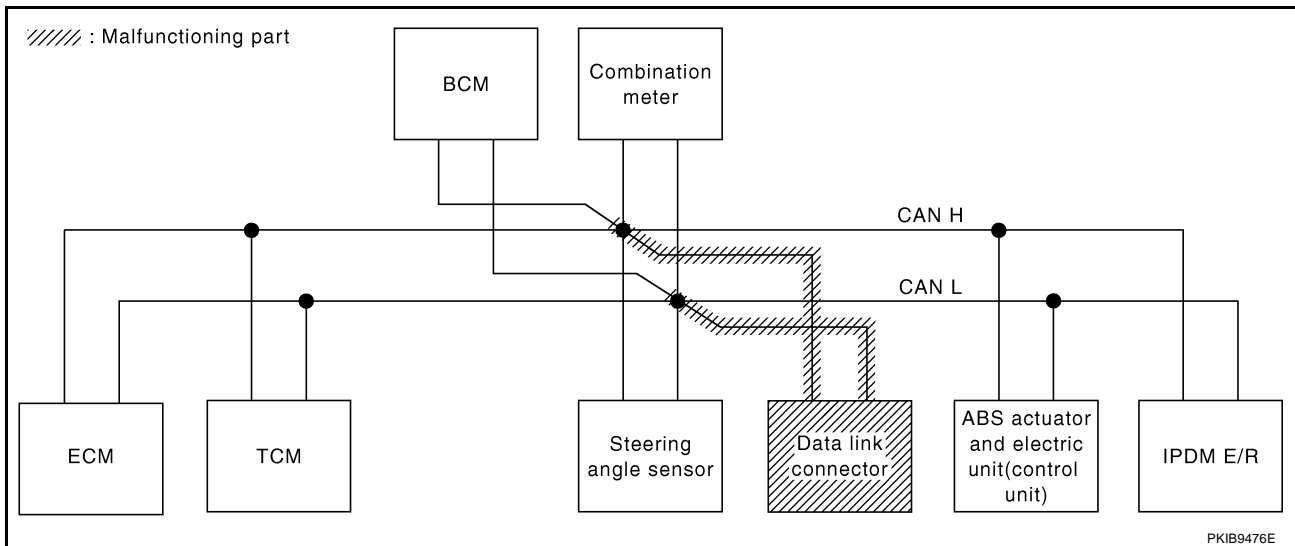 : Malfunctioning part
BCM
Combination
meter
CAN H
CAN L
ECM
TCM
Steering
angle sensor
Data link
connector
ABS actuator
and electric
unit(control
unit)
IPDM E/R
PKIB9476E